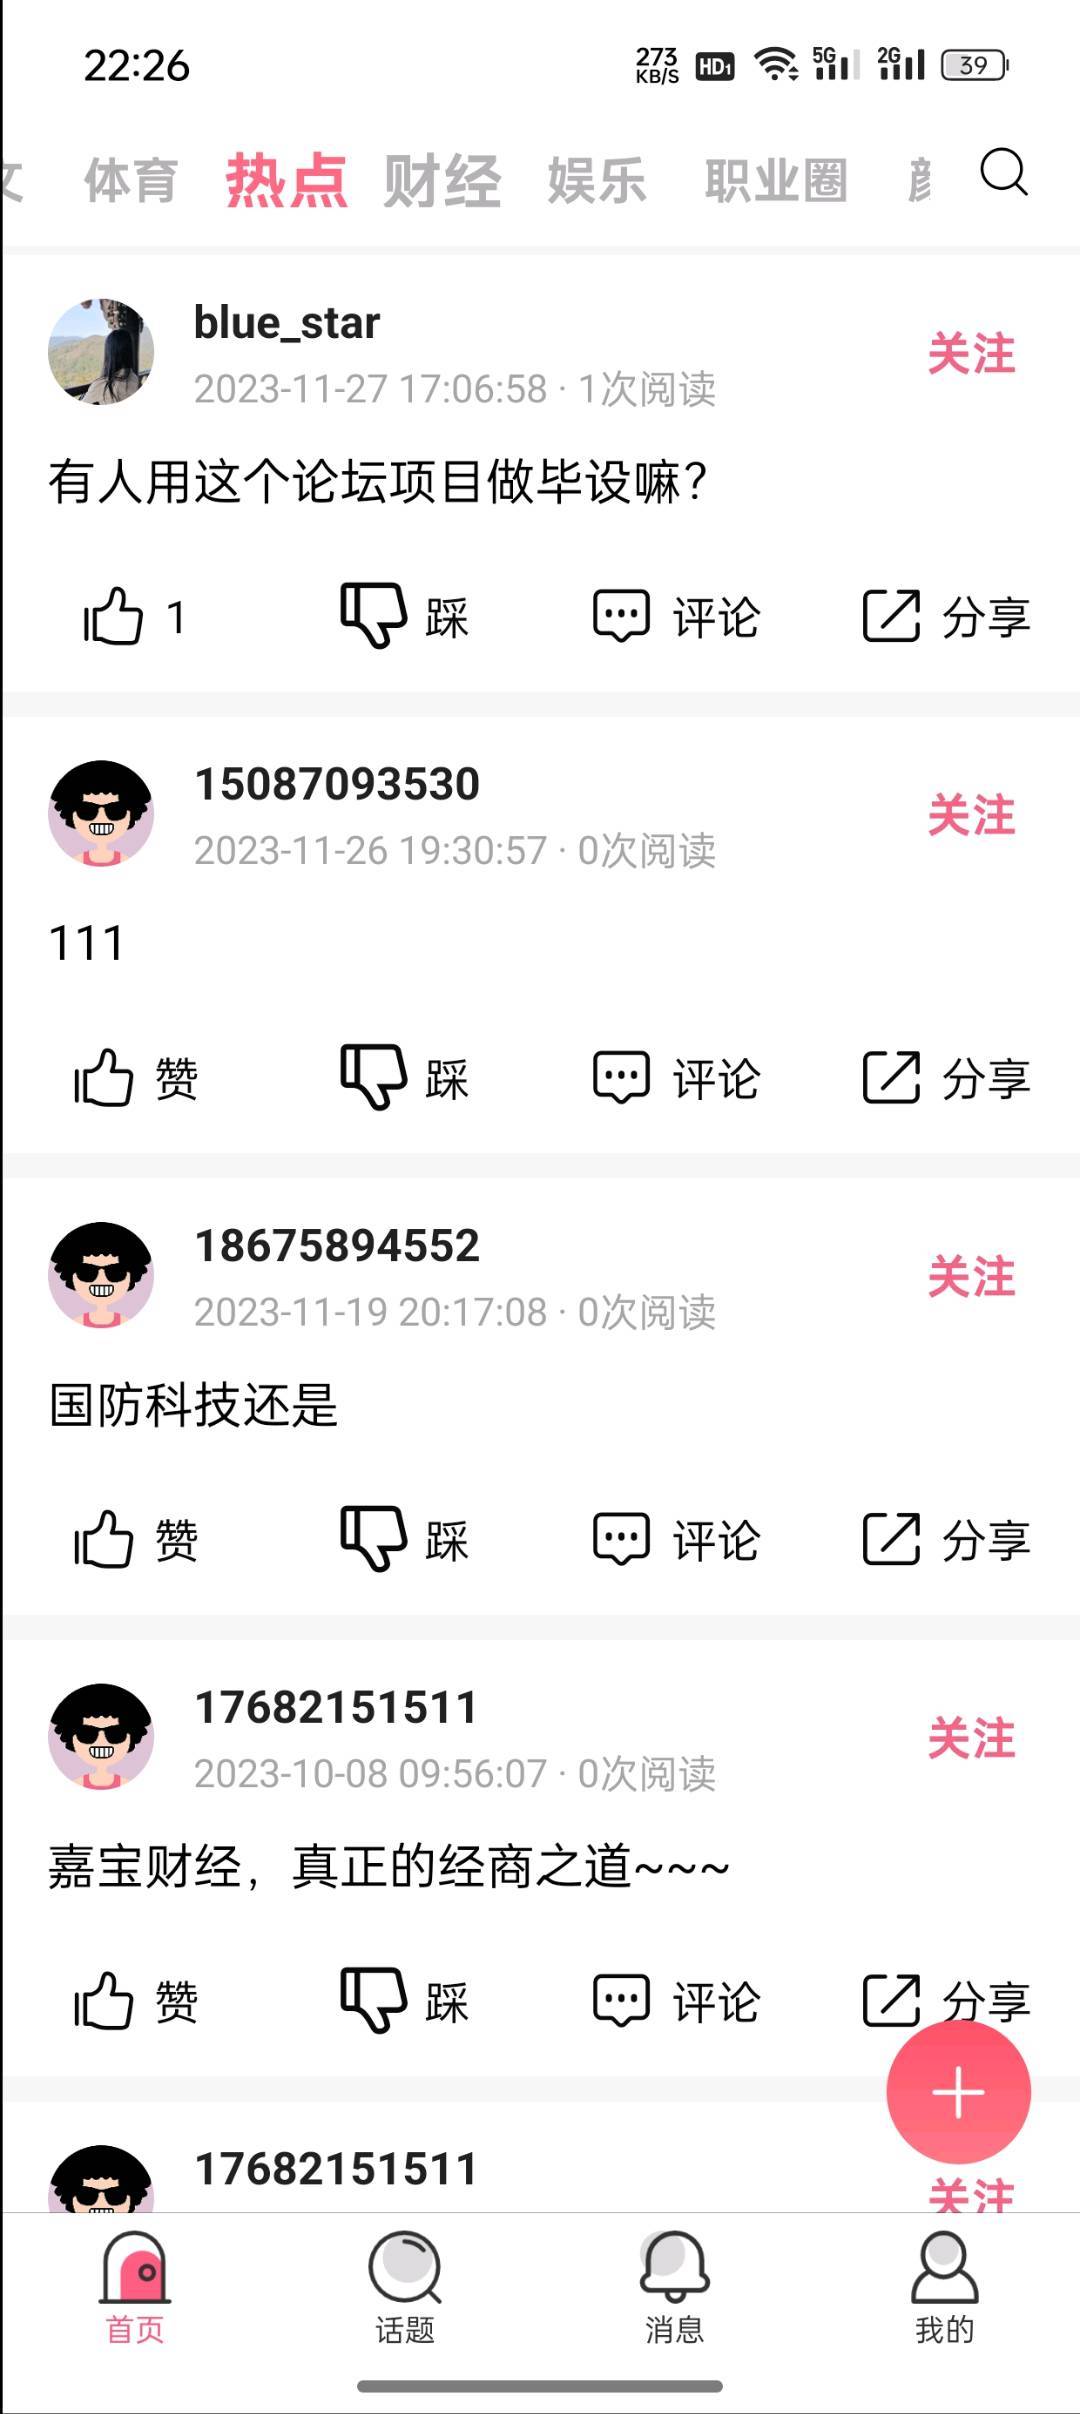 22:26
273 KB/S HD1 5G 2G 39
体育 热点 财经 娱乐 职业圈
blue_star
关注
2023-11-27 17:06:58 · 1次阅读
有人用这个论坛项目做毕设嘛?
1 踩 评论 分享
15087093530
关注
2023-11-26 19:30:57 · 0次阅读
111
赞 踩 评论 分享
18675894552
关注
2023-11-19 20:17:08 · 0次阅读
国防科技还是
赞 踩 评论 分享
17682151511
关注
2023-10-08 09:56:07 · 0次阅读
嘉宝财经，真正的经商之道~~~
赞 踩 评论 分享
17682151511
关注
首页 话题 消息 我的